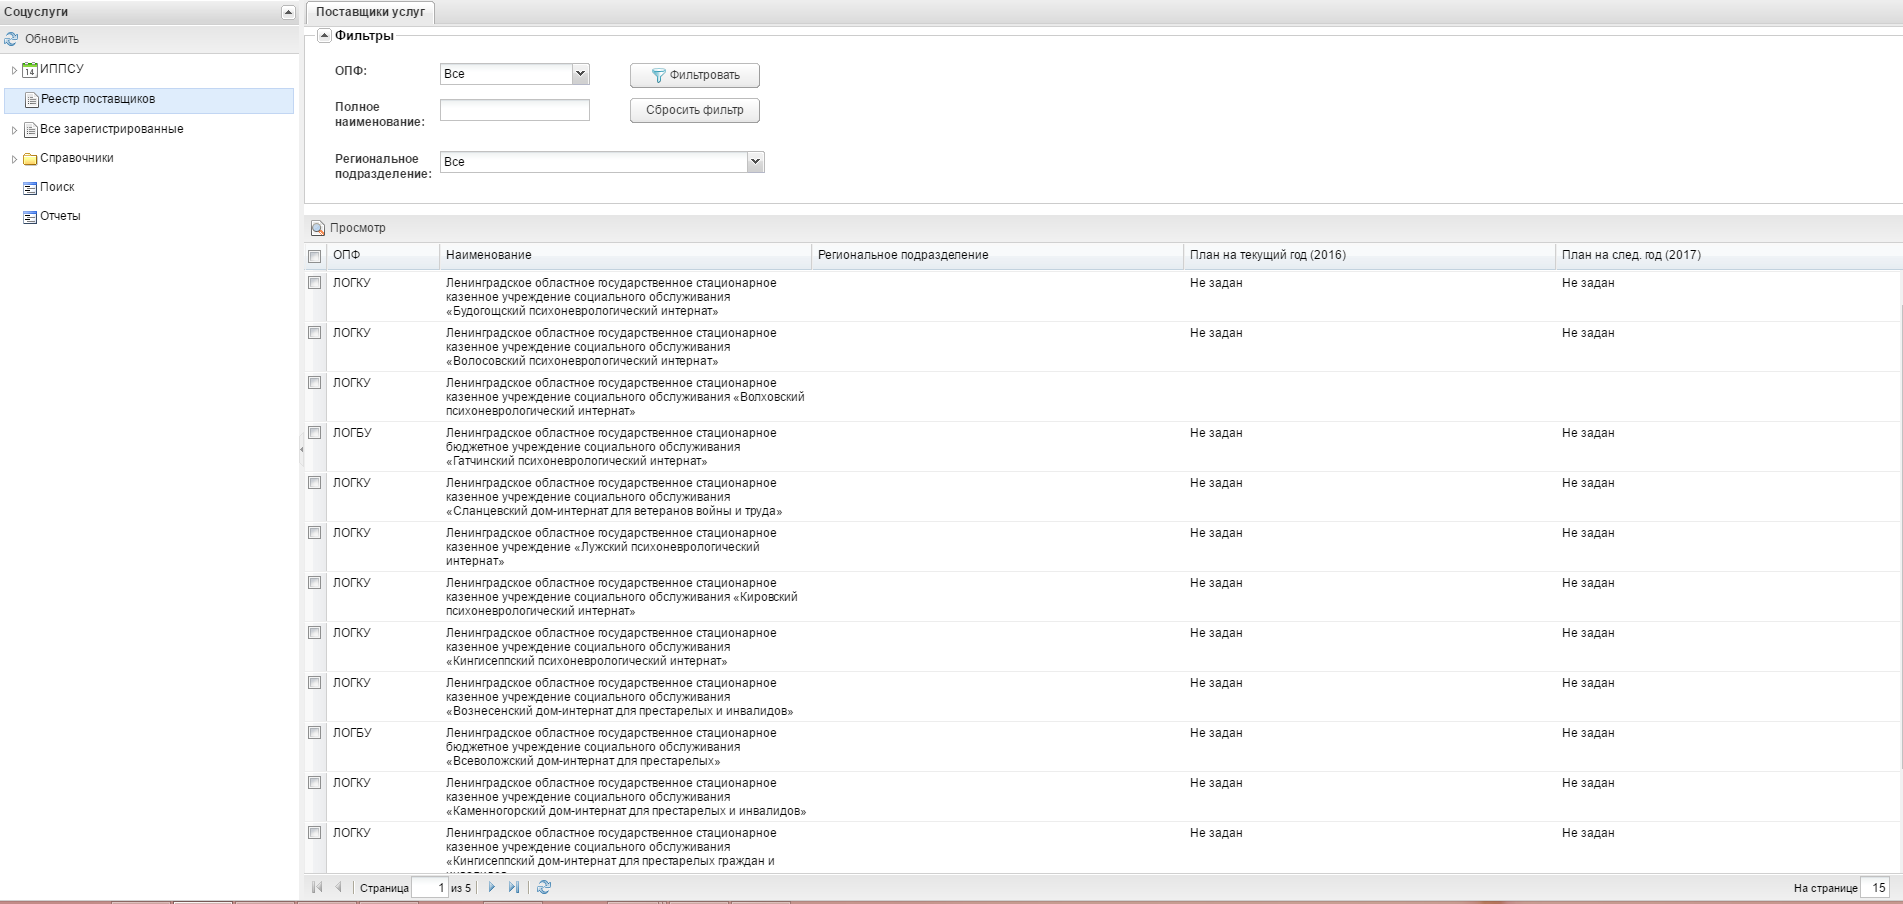 Соцуслуги
Обновить
14 ИППСУ
Реестр поставщиков
Все зарегистрированные
Справочники
Поиск
Отчеты
Поставщики услуг
Фильтры
ОПФ: Все Фильтровать
Полное
наименование: Сбросить фильтр
Региональное
подразделение: Все
Просмотр
ОПФ Наименование Региональное подразделение План на текущий год (2016) План на след. год (2017)
ЛОГКУ Ленинградское областное государственное стационарное Не задан Не задан
казенное учреждение социального обслуживания
«Будогощский психоневрологический интернат»
ЛОГКУ Ленинградское областное государственное стационарное Не задан Не задан
казенное учреждение социального обслуживания
«Волосовский психоневрологический интернат»
ЛОГКУ Ленинградское областное государственное стационарное
казенное учреждение социального обслуживания «Волховский
психоневрологический интернат»
ЛОГБУ Ленинградское областное государственное стационарное Не задан Не задан
бюджетное учреждение социального обслуживания
«Гатчинский психоневрологический интернат»
ЛОГКУ Ленинградское областное государственное стационарное Не задан Не задан
казенное учреждение социального обслуживания
«Сланцевский дом-интернат для ветеранов войны и труда»
ЛОГКУ Ленинградское областное государственное стационарное Не задан Не задан
казенное учреждение «Лужский психоневрологический
интернат»
ЛОГКУ Ленинградское областное государственное стационарное Не задан Не задан
казенное учреждение социального обслуживания «Кировский
психоневрологический интернат»
ЛОГКУ Ленинградское областное государственное стационарное Не задан Не задан
казенное учреждение социального обслуживания
«Кингисеппский психоневрологический интернат»
ЛОГКУ Ленинградское областное государственное стационарное Не задан Не задан
казенное учреждение социального обслуживания
«Вознесенский дом-интернат для престарелых и инвалидов»
ЛОГБУ Ленинградское областное государственное стационарное Не задан Не задан
бюджетное учреждение социального обслуживания
«Всеволожский дом-интернат для престарелых»
ЛОГКУ Ленинградское областное государственное стационарное Не задан Не задан
казенное учреждение социального обслуживания
«Каменногорский дом-интернат для престарелых и инвалидов»
ЛОГКУ Ленинградское областное государственное стационарное Не задан Не задан
казенное учреждение социального обслуживания
«Кингисеппский дом-интернат для престарелых граждан и
Страница 1 из 5 На странице 15